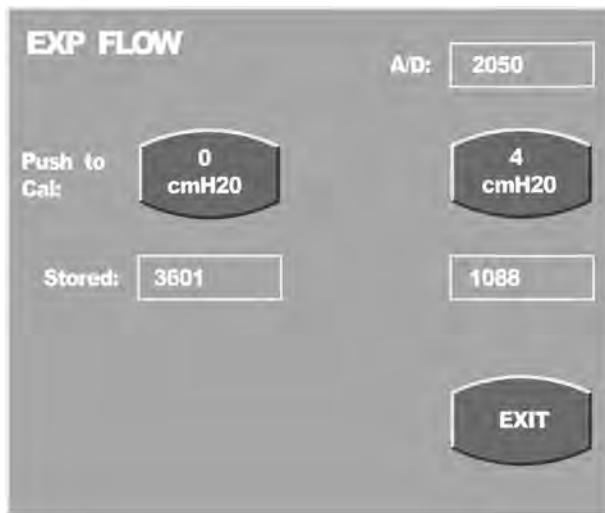 EXP FLOW
A/D: 2050
Push to
Cal:
0
cmH20
4
cmH20
Stored: 3601 1088
EXIT